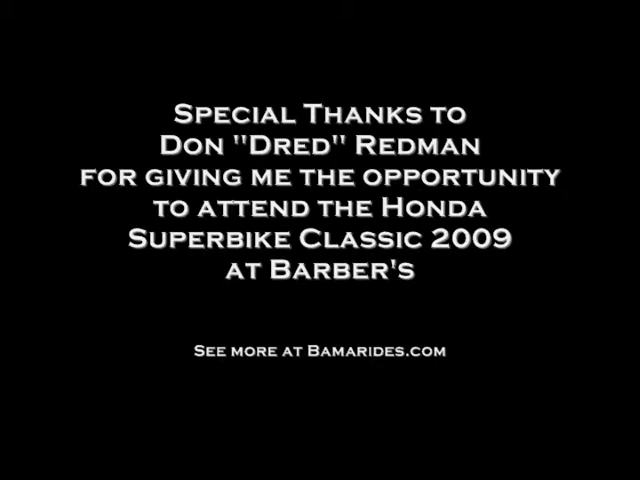 Special Thanks to
Don "Dred" Redman
for giving me the opportunity
to attend the Honda
Superbike Classic 2009
at Barber's
See more at Bamarides.com